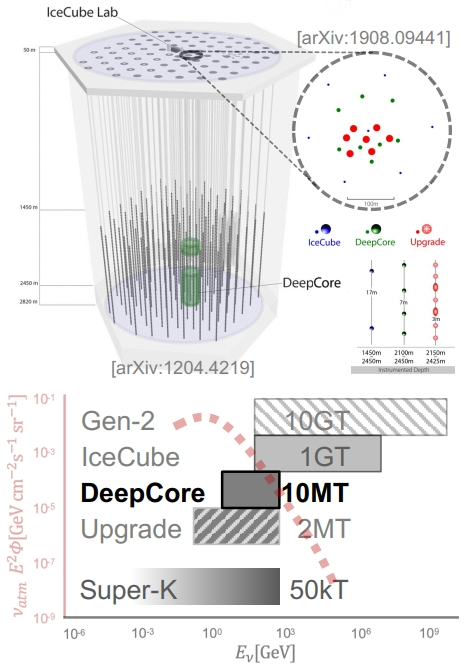 IceCube Lab
[arXiv:1908.09441]
50 m
1450 m
2450 m
2820 m
DeepCore
[arXiv:1204.4219]
100m
IceCube
DeepCore
Upgrade
17m
7m
3m
1450m 2100m 2150m
2450m 2450m 2425m
Instrumented Depth
ν_atm E²Φ[GeV cm⁻²s⁻¹ sr⁻¹]
10⁻¹
10⁻³
10⁻⁵
10⁻⁷
10⁻⁹
Gen-2 10GT
IceCube 1GT
DeepCore 10MT
Upgrade 2MT
Super-K 50kT
10⁻⁶ 10⁻³ 10⁰ 10³ 10⁶ 10⁹
E_ν[GeV]